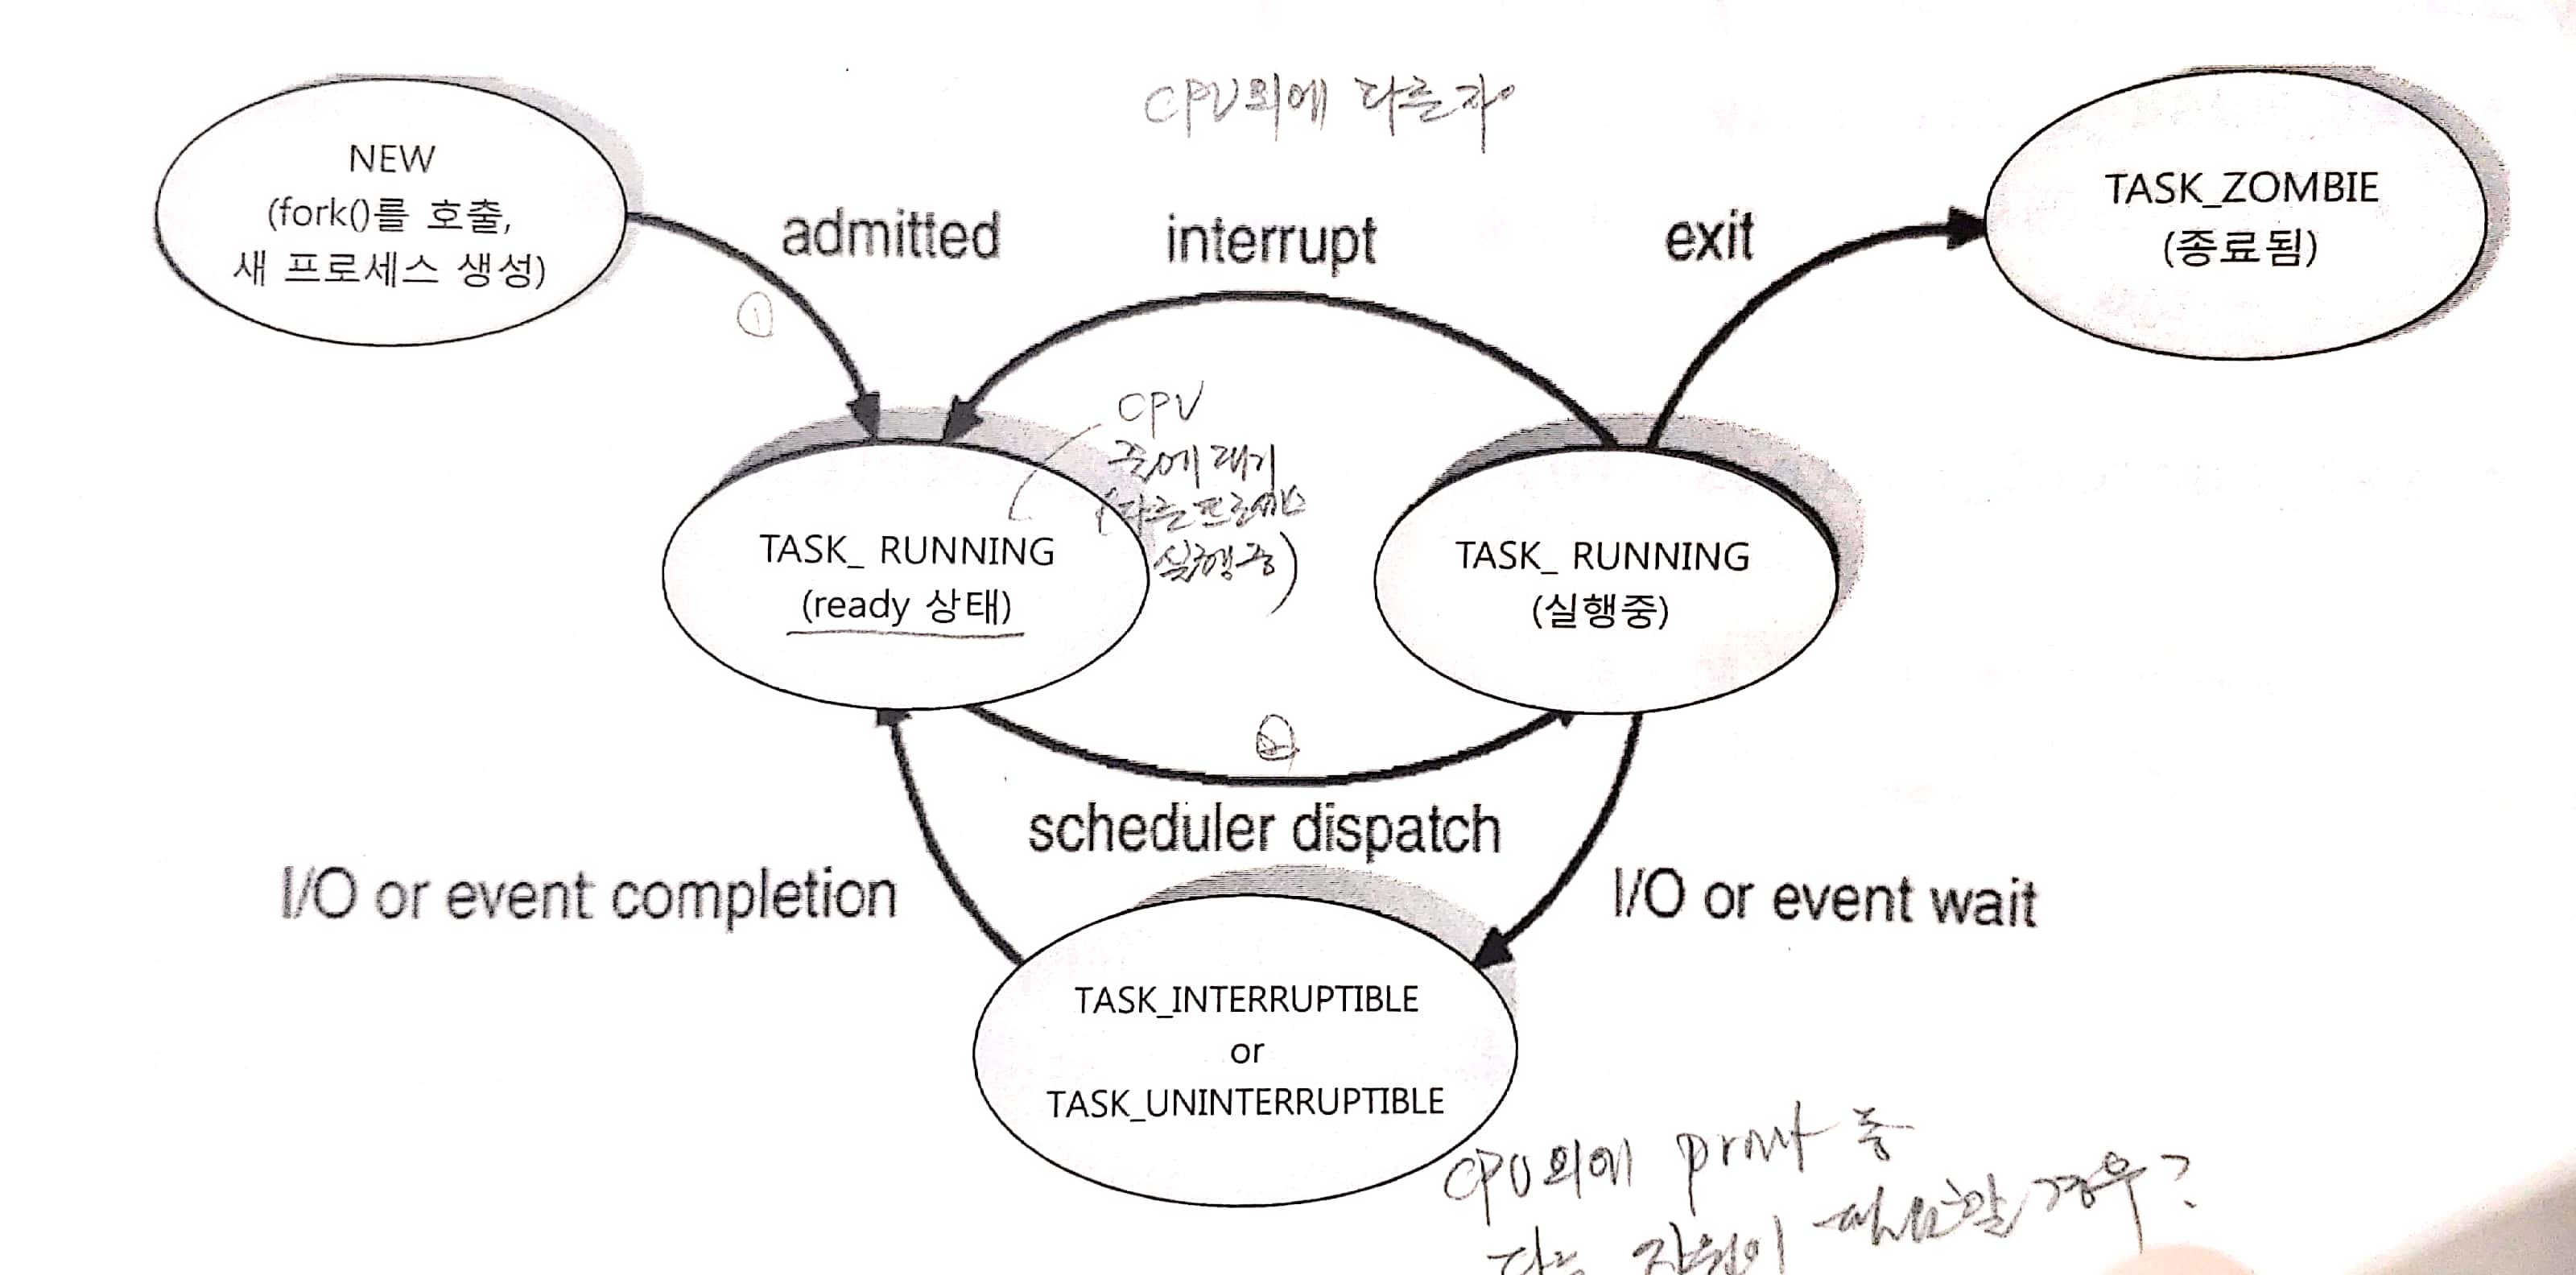 CPU외에 다른자
NEW
(fork()를 호출,
새 프로세스 생성)
admitted
interrupt
exit
TASK_ZOMBIE
(종료됨)
①
CPU
줄에 대기
(다른 프로세스
실행중)
TASK_ RUNNING
(ready 상태)
TASK_ RUNNING
(실행중)
②
scheduler dispatch
I/O or event completion
I/O or event wait
TASK_INTERRUPTIBLE
or
TASK_UNINTERRUPTIBLE
CPU외에 중
다른 자원이 필요할 경우?